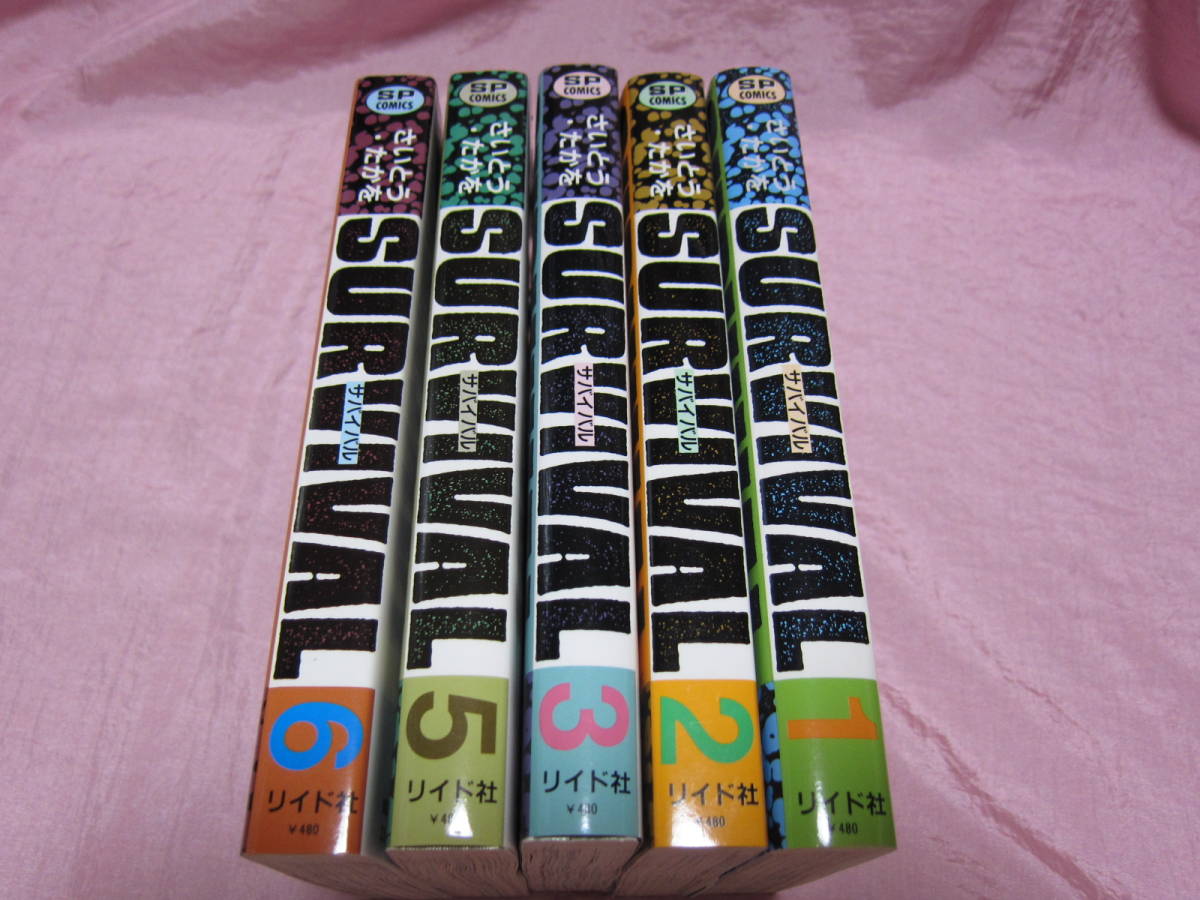 SP
COMICS
さいとう
・たかを
SURVIVAL
サバイバル
6
リイド社
¥480
SP
COMICS
さいとう
・たかを
SURVIVAL
サバイバル
5
リイド社
SP
COMICS
さいとう
・たかを
SURVIVAL
サバイバル
3
リイド社
¥480
SP
COMICS
さいとう
・たかを
SURVIVAL
サバイバル
2
リイド社
¥480
SP
COMICS
さいとう
・たかを
SURVIVAL
サバイバル
1
リイド社
¥480